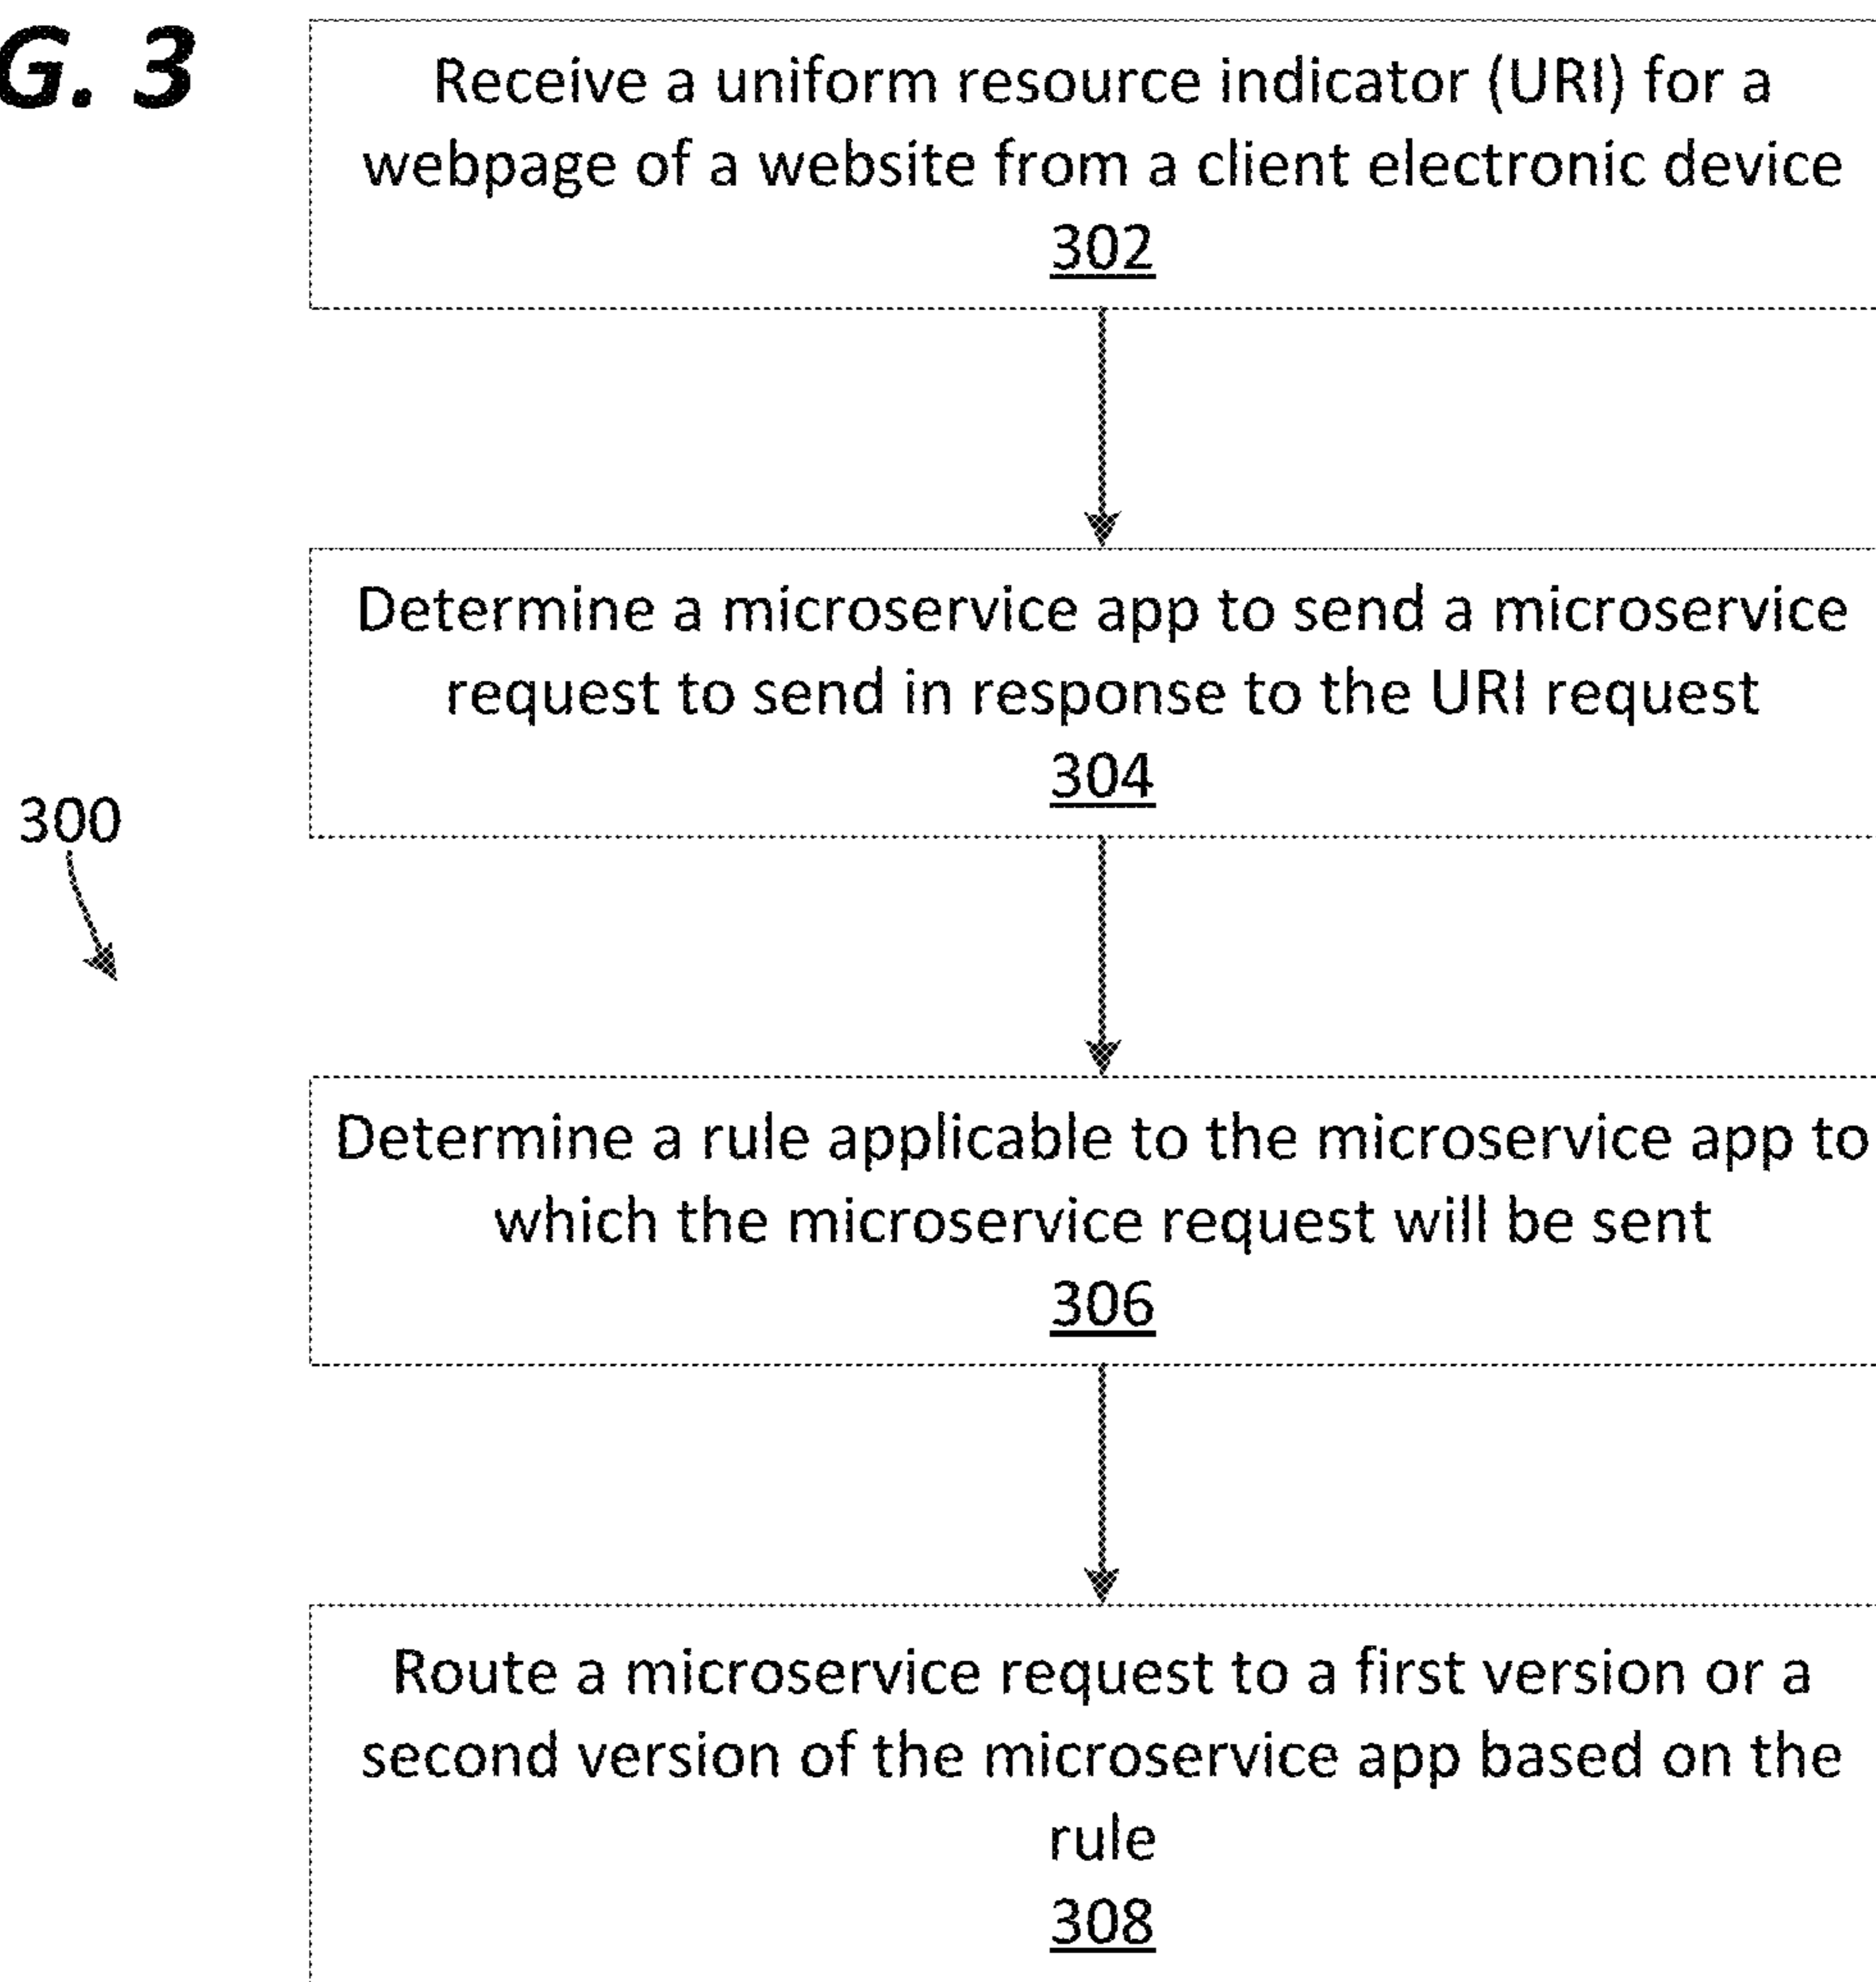 G. 3
Receive a uniform resource indicator (URI) for a
webpage of a website from a client electronic device
302
Determine a microservice app to send a microservice
request to send in response to the URI request
304
300
Determine a rule applicable to the microservice app to
which the microservice request will be sent
306
Route a microservice request to a first version or a
second version of the microservice app based on the
rule
308